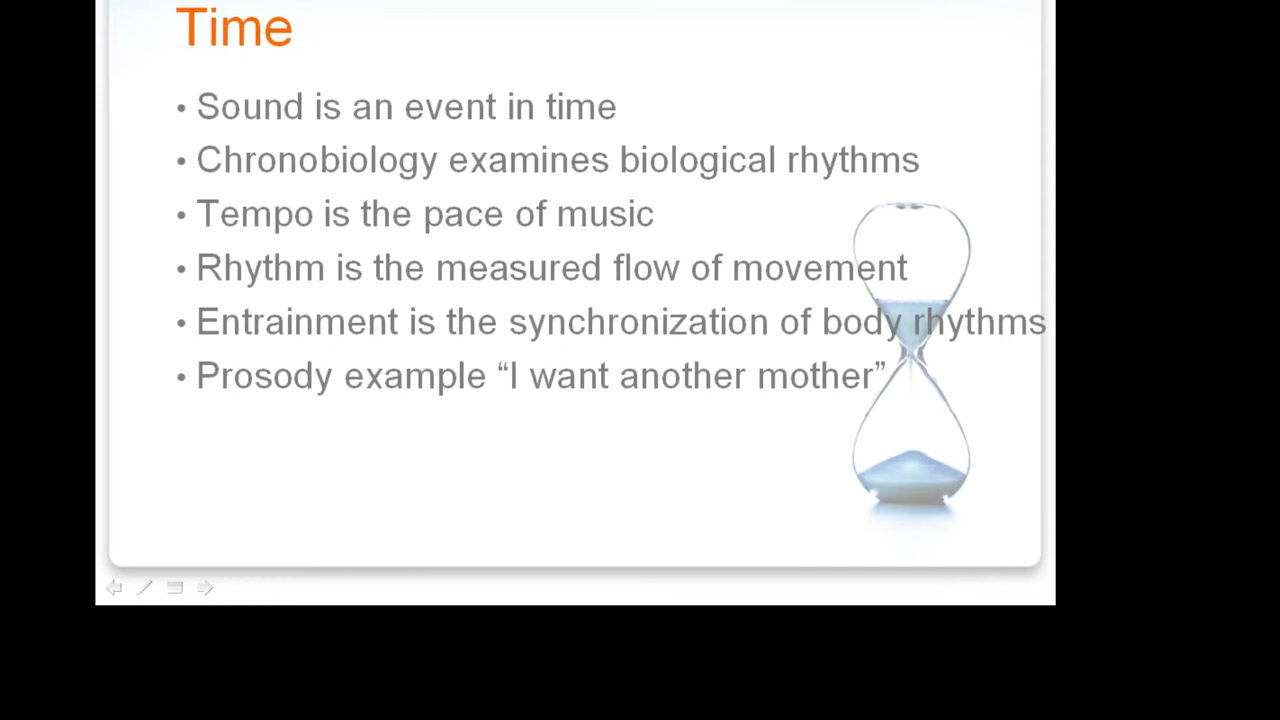 Time
• Sound is an event in time
• Chronobiology examines biological rhythms
• Tempo is the pace of music
• Rhythm is the measured flow of movement
• Entrainment is the synchronization of body rhythms
• Prosody example “I want another mother”